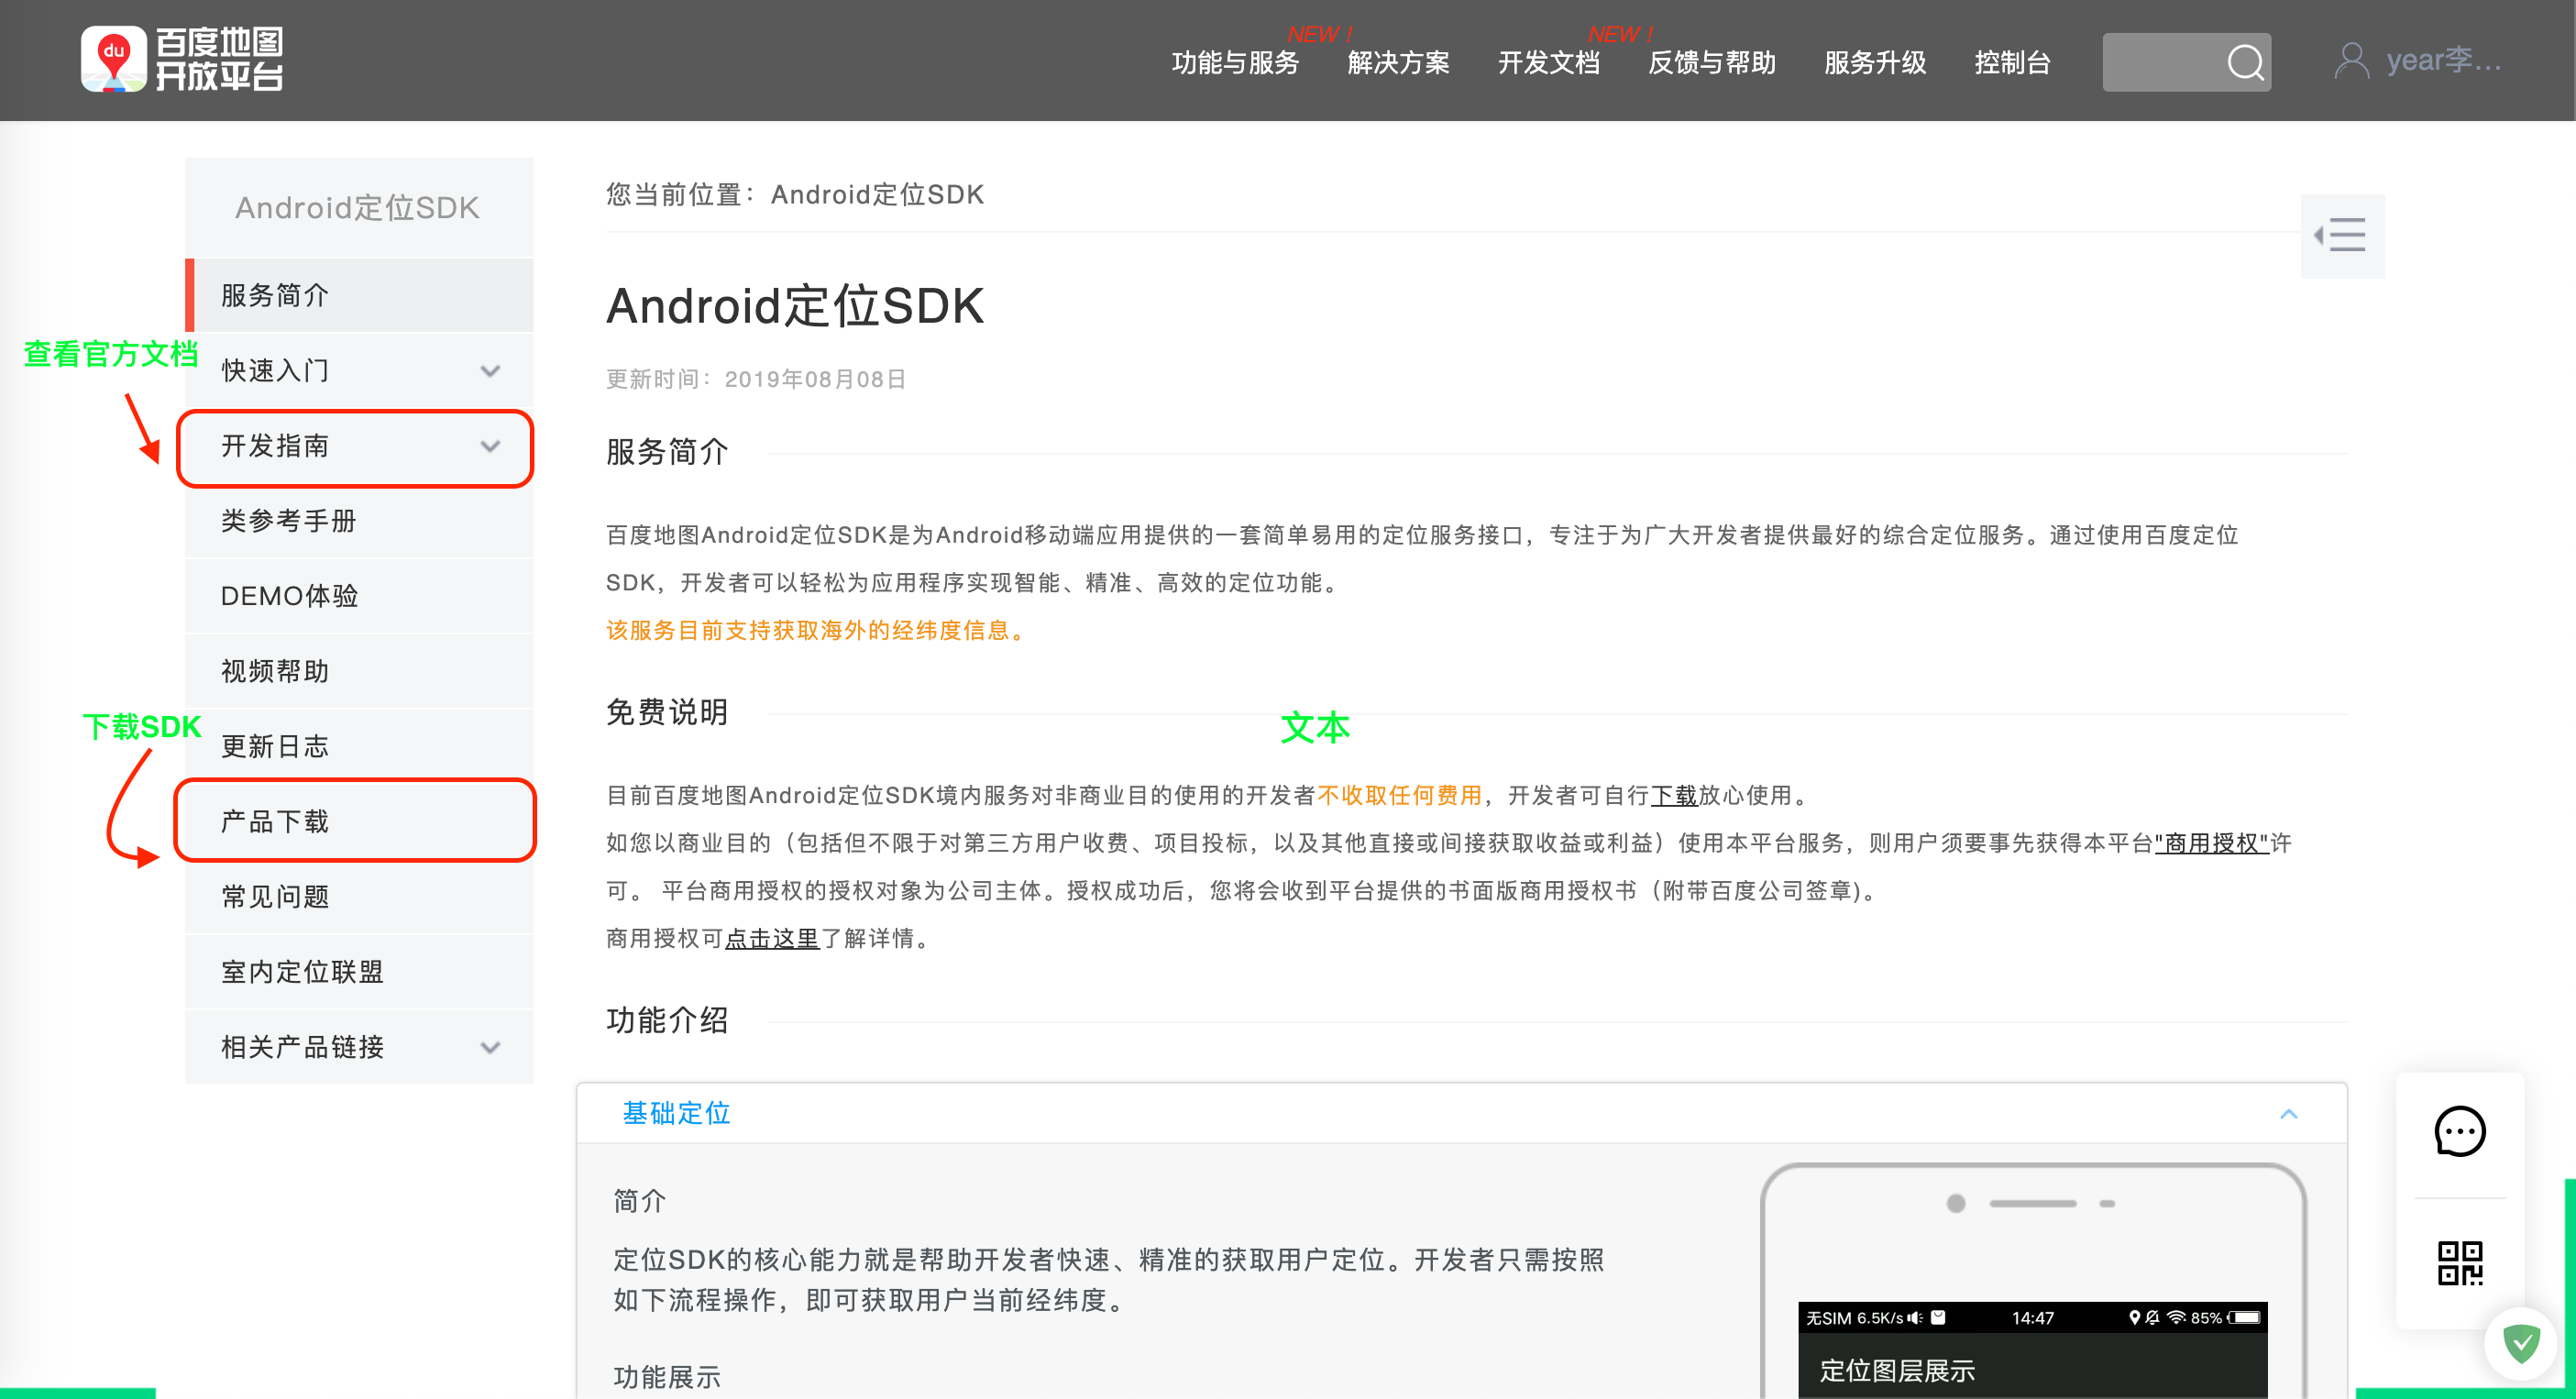 du
百度地图
开放平台
功能与服务
NEW !
解决方案
开发文档
NEW !
反馈与帮助
服务升级
控制台
year李...
Android定位SDK
服务简介
快速入门
开发指南
类参考手册
DEMO体验
视频帮助
更新日志
产品下载
常见问题
室内定位联盟
相关产品链接
查看官方文档
下载SDK
您当前位置：Android定位SDK
Android定位SDK
更新时间：2019年08月08日
服务简介
百度地图Android定位SDK是为Android移动端应用提供的一套简单易用的定位服务接口，专注于为广大开发者提供最好的综合定位服务。通过使用百度定位
SDK，开发者可以轻松为应用程序实现智能、精准、高效的定位功能。
该服务目前支持获取海外的经纬度信息。
免费说明
文本
目前百度地图Android定位SDK境内服务对非商业目的使用的开发者不收取任何费用，开发者可自行下载放心使用。
如您以商业目的（包括但不限于对第三方用户收费、项目投标，以及其他直接或间接获取收益或利益）使用本平台服务，则用户须要事先获得本平台"商用授权"许
可。 平台商用授权的授权对象为公司主体。授权成功后，您将会收到平台提供的书面版商用授权书（附带百度公司签章)。
商用授权可点击这里了解详情。
功能介绍
基础定位
简介
定位SDK的核心能力就是帮助开发者快速、精准的获取用户定位。开发者只需按照
如下流程操作，即可获取用户当前经纬度。
功能展示
无SIM 6.5K/s 14:47 85%
定位图层展示